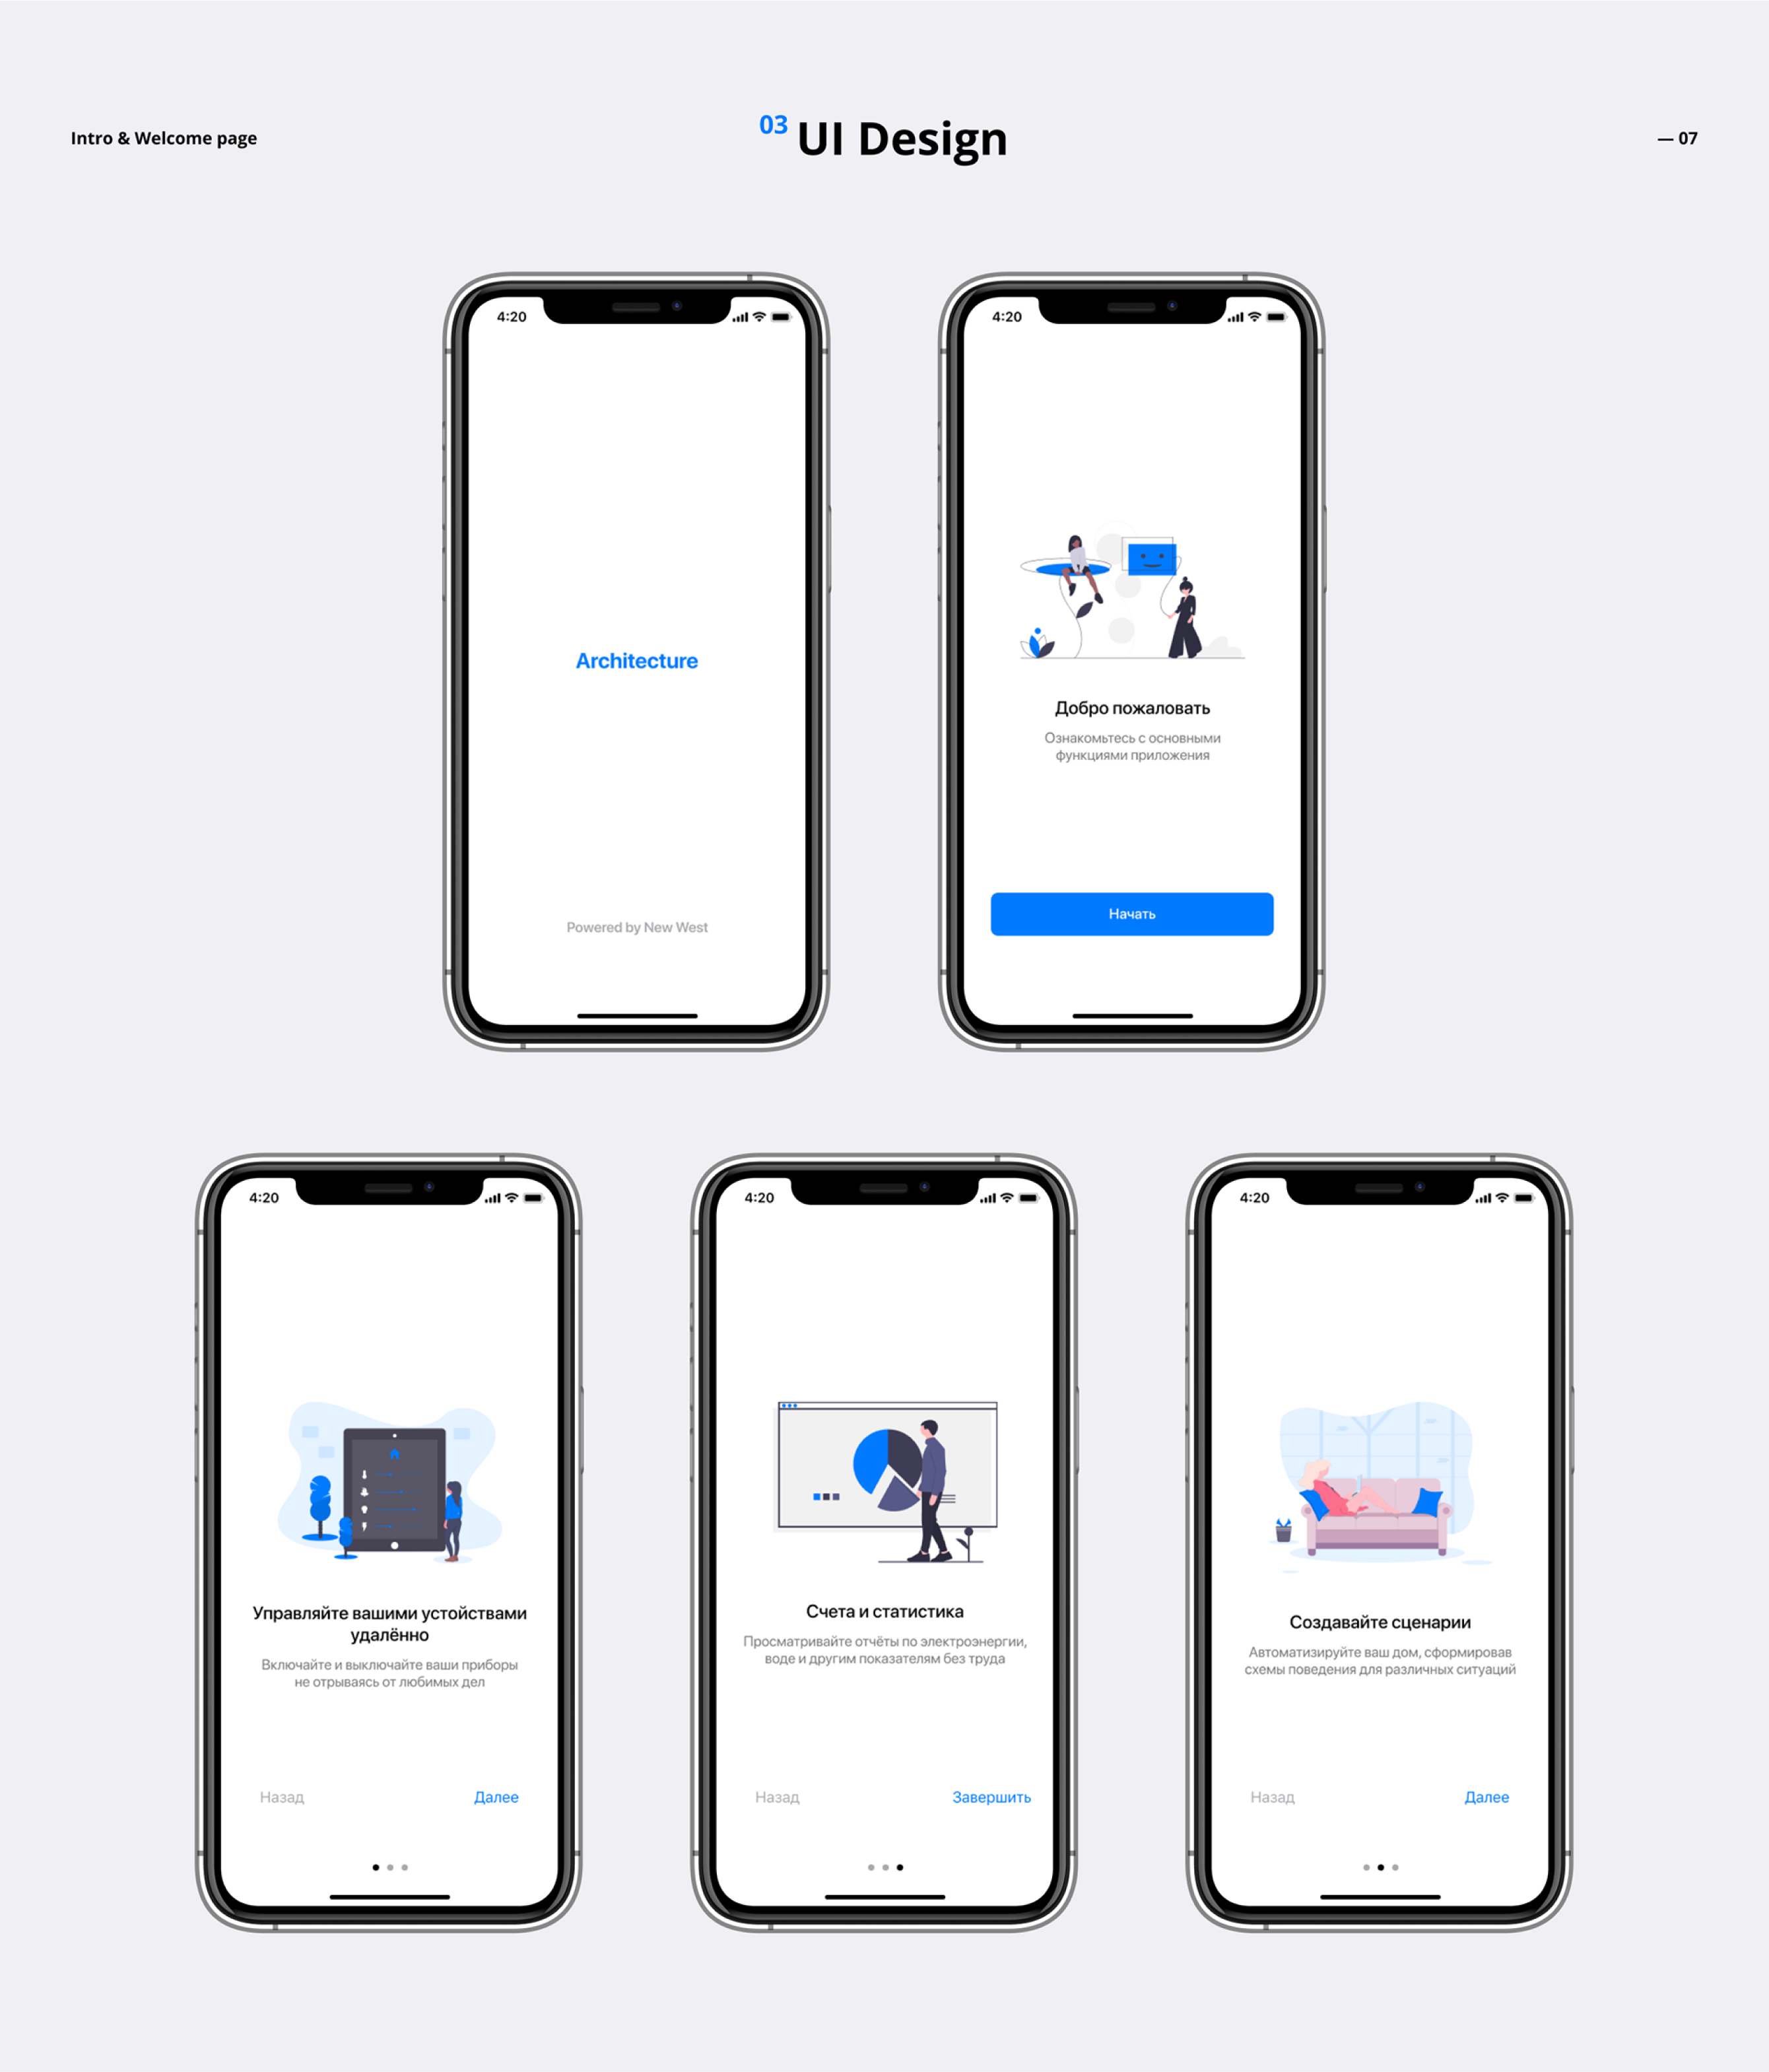 Intro & Welcome page
03 UI Design
— 07
4:20
Architecture
Powered by New West
4:20
Добро пожаловать
Ознакомьтесь с основными
функциями приложения
Начать
4:20
Управляйте вашими устойствами
удалённо
Включайте и выключайте ваши приборы
не отрываясь от любимых дел
Назад
Далее
4:20
Счета и статистика
Просматривайте отчёты по электроэнергии,
воде и другим показателям без труда
Назад
Завершить
4:20
Создавайте сценарии
Автоматизируйте ваш дом, сформировав
схемы поведения для различных ситуаций
Назад
Далее